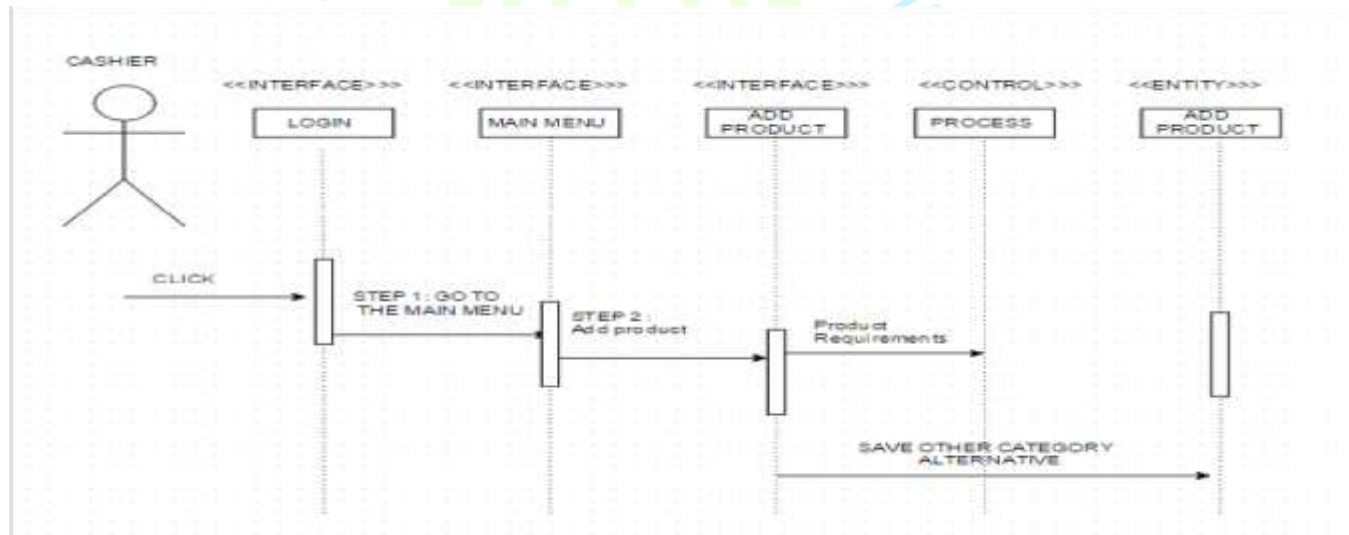 CASHIER
<<INTERFACE>>>
<<INTERFACE>>>
<<INTERFACE>>>
<<CONTROL>>>
<<ENTITY>>>
LOGIN
MAIN MENU
ADD
PRODUCT
PROCESS
ADD
PRODUCT
CLICK
STEP 1: GO TO
THE MAIN MENU
STEP 2:
Add product
Product
Requirements
SAVE OTHER CATEGORY
ALTERNATIVE